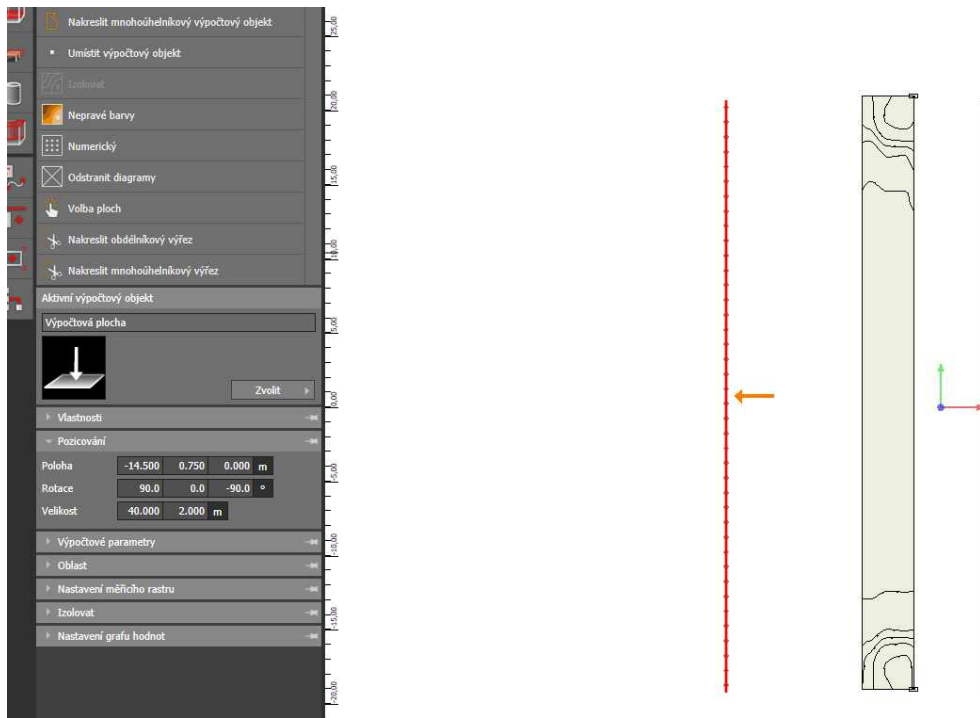 Nakreslit mnohoúhelníkový výpočtový objekt
Umístit výpočtový objekt
Izolovat
Nepravé barvy
Numerický
Odstranit diagramy
Volba ploch
Nakreslit obdélníkový výřez
Nakreslit mnohoúhelníkový výřez
Aktivní výpočtový objekt
Výpočtová plocha
Zvolit
Vlastnosti
Pozicování
Poloha -14.500 0.750 0.000 m
Rotace 90.0 0.0 -90.0 °
Velikost 40.000 2.000 m
Výpočtové parametry
Oblast
Nastavení měřicího rastru
Izolovat
Nastavení grafu hodnot
25,00
20,00
15,00
10,00
5,00
0,00
-5,00
-10,00
-15,00
-20,00